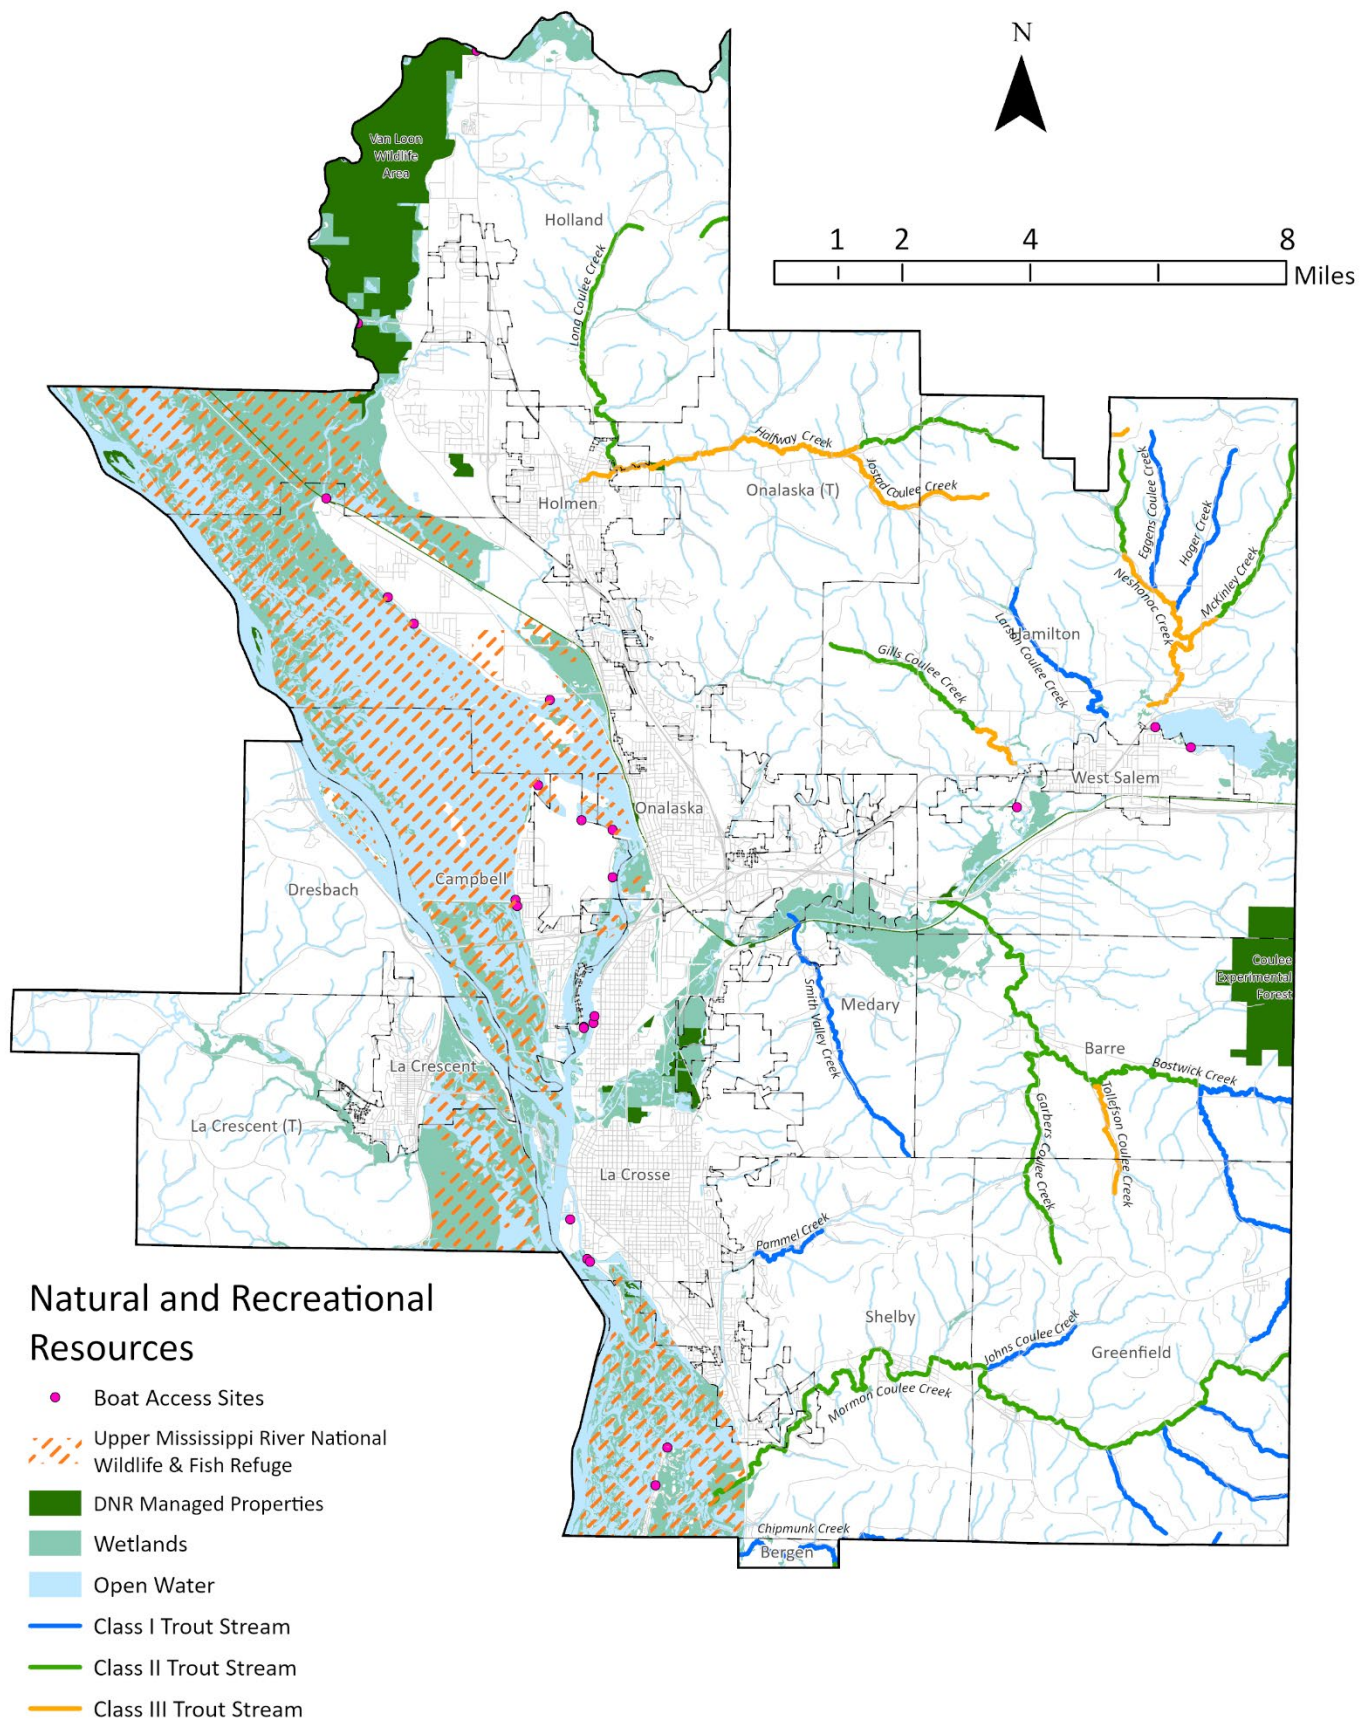 N
1 2 4 8
Miles
Van Loon
Wildlife
Area
Holland
Long Coulee Creek
Halfway Creek
Jostad Coulee Creek
Onalaska (T)
Holmen
Eggens Coulee Creek
Hoger Creek
McKinley Creek
Neshonoc Creek
Hamilton
Larson Coulee Creek
Gills Coulee Creek
West Salem
Onalaska
Campbell
Dresbach
Coulee
Experimental
Forest
Medary
Smith Valley Creek
Barre
Bostwick Creek
La Crescent
Garbers Coulee Creek
Tollefson Coulee Creek
La Crescent (T)
La Crosse
Pammel Creek
Shelby
Johns Coulee Creek
Greenfield
Mormon Coulee Creek
Chipmunk Creek
Bergen
Natural and Recreational
Resources
Boat Access Sites
Upper Mississippi River National
Wildlife & Fish Refuge
DNR Managed Properties
Wetlands
Open Water
Class I Trout Stream
Class II Trout Stream
Class III Trout Stream